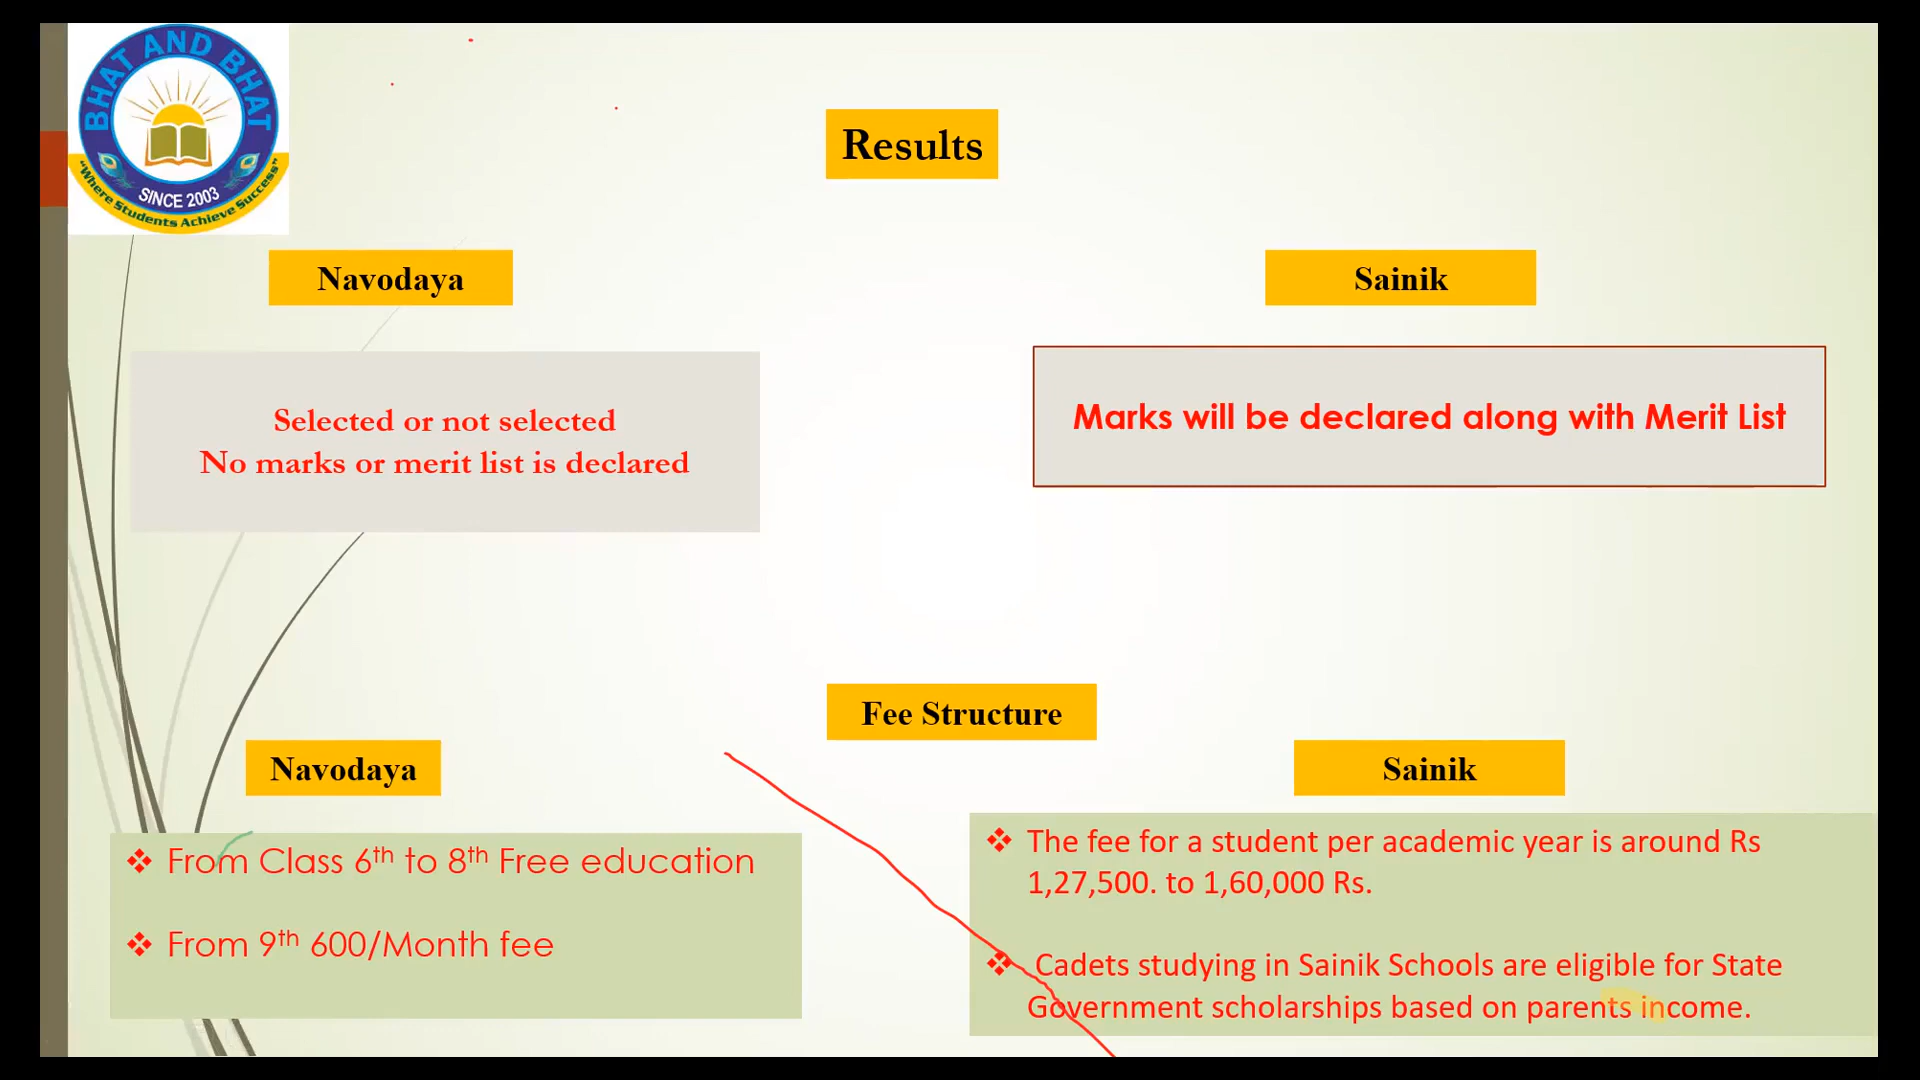 BHAT AND BHAT
SINCE 2003
"Where Students Achieve Success"
Results
Navodaya
Sainik
Selected or not selected
No marks or merit list is declared
Marks will be declared along with Merit List
Fee Structure
Navodaya
Sainik
❖ From Class 6th to 8th Free education
❖ From 9th 600/Month fee
❖ The fee for a student per academic year is around Rs
1,27,500. to 1,60,000 Rs.
❖ Cadets studying in Sainik Schools are eligible for State
Government scholarships based on parents income.